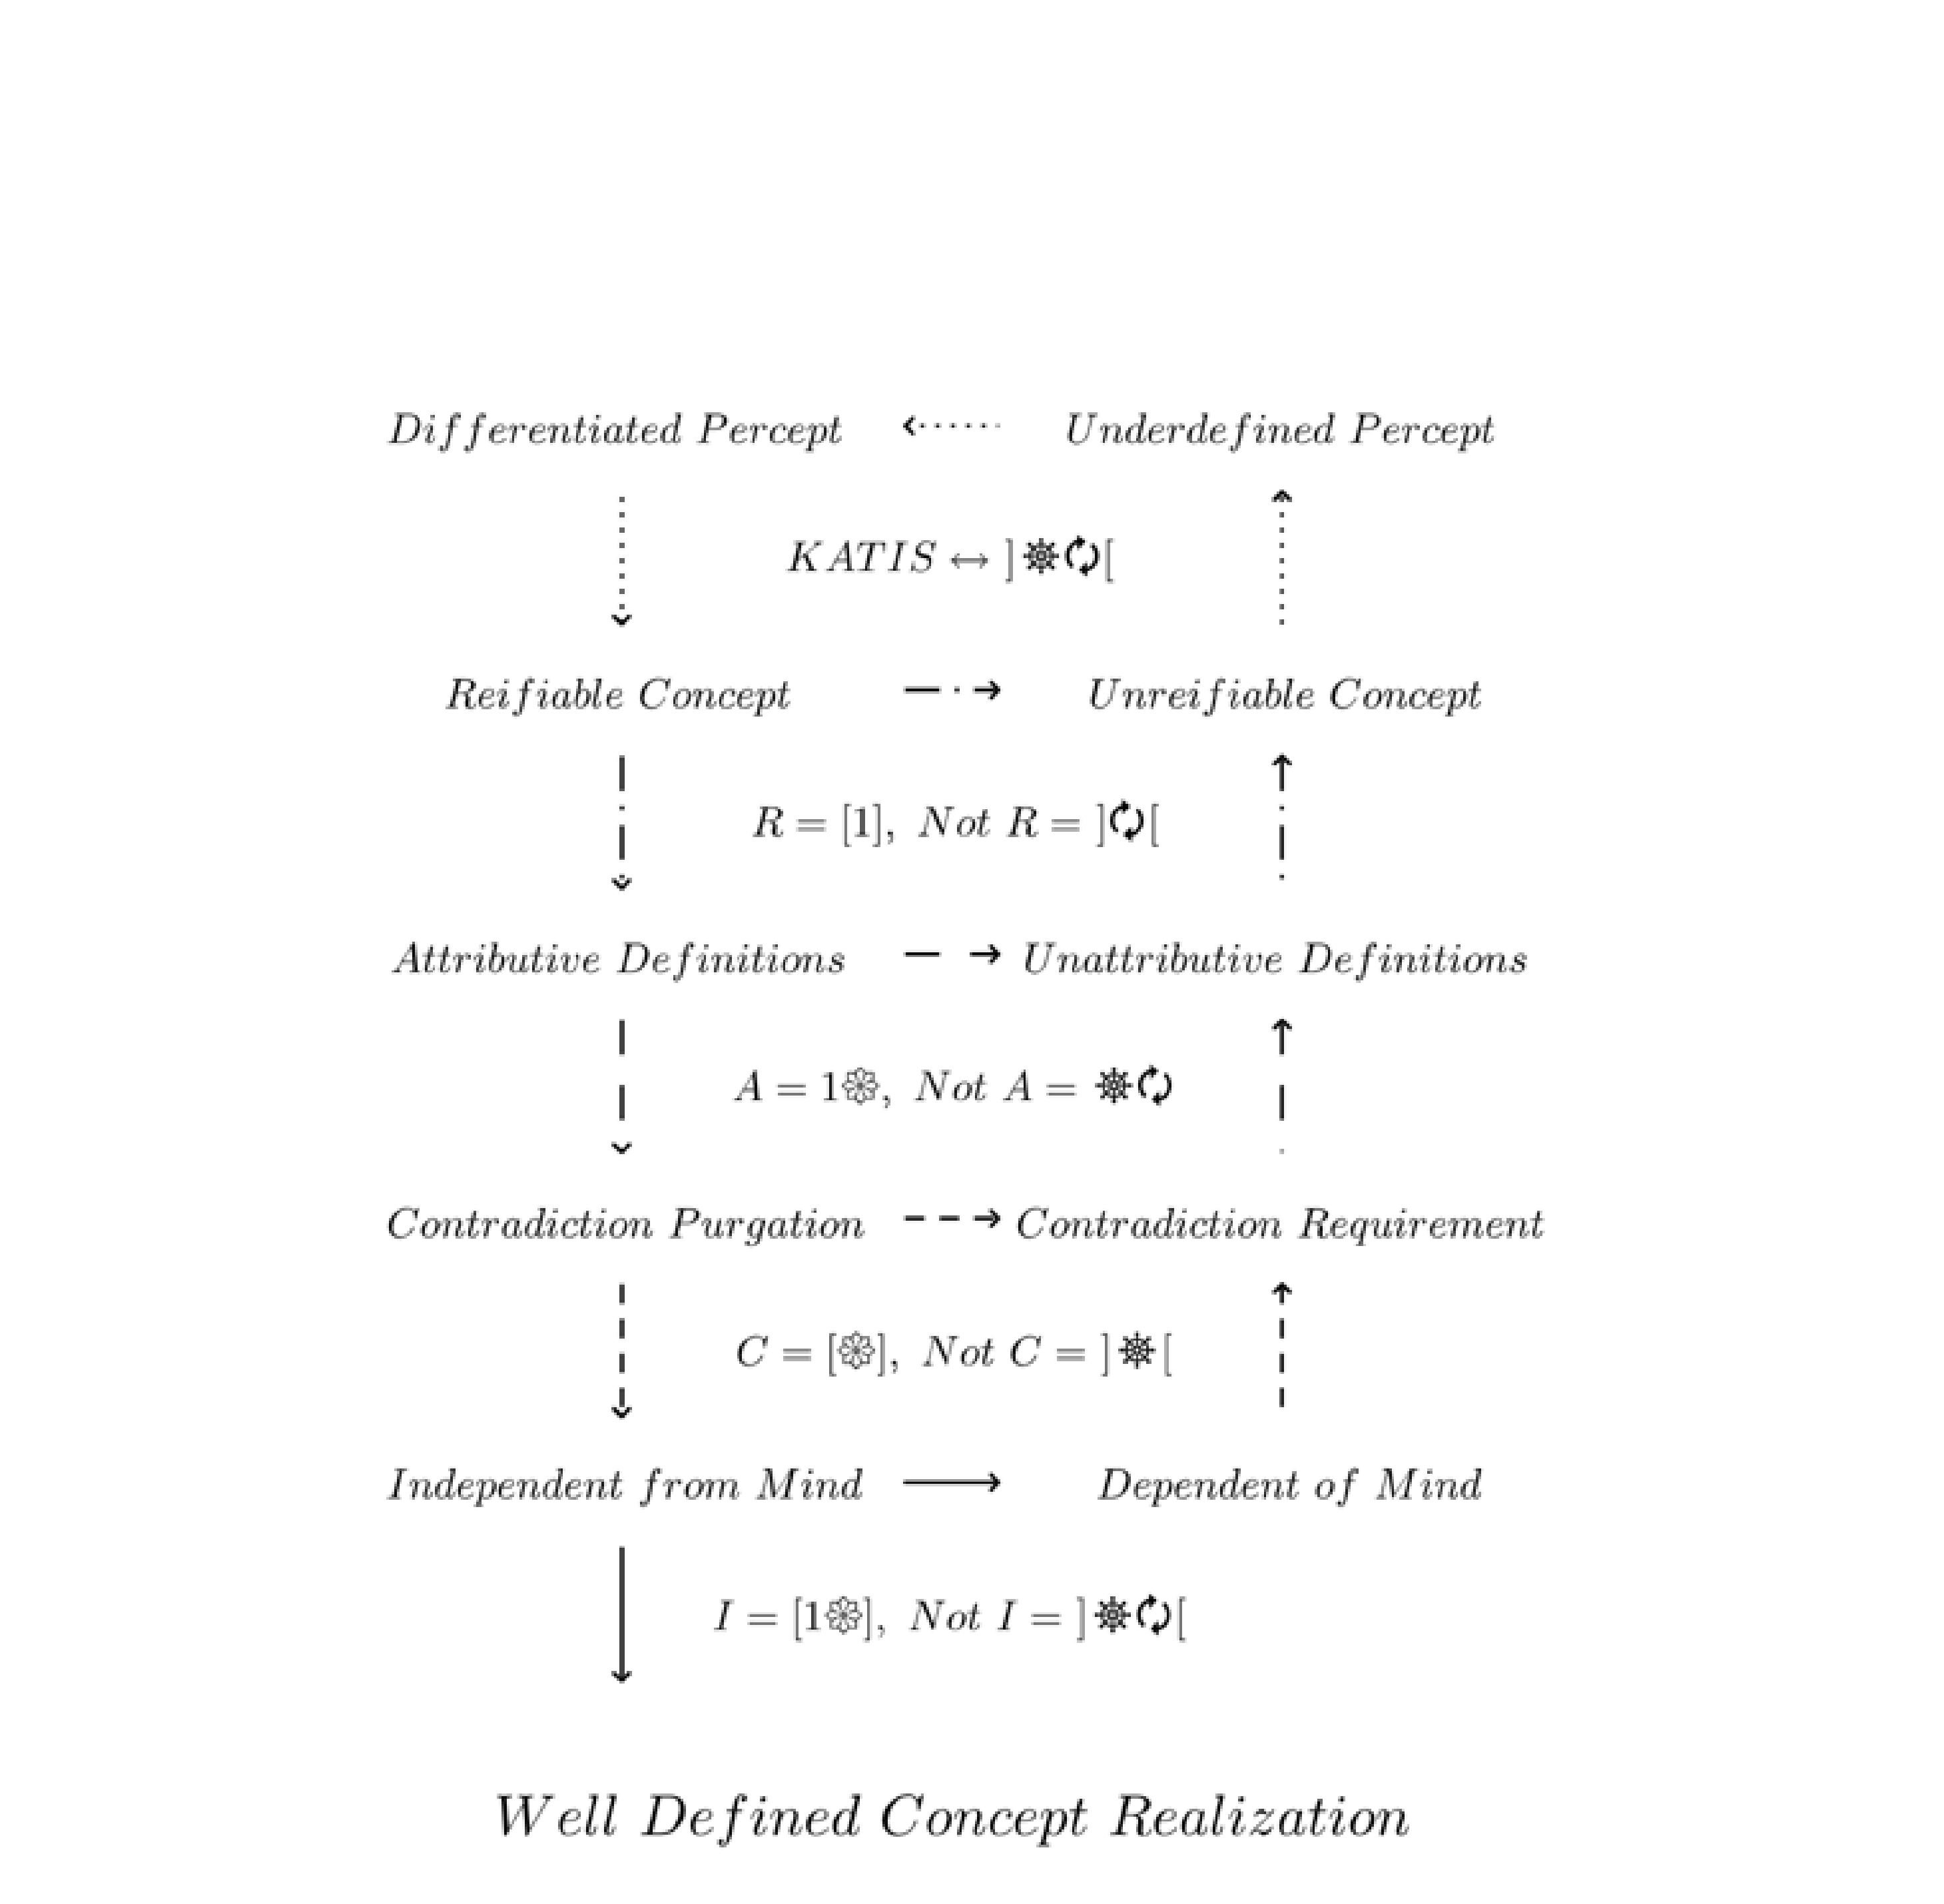 Differentiated Percept Underdefined Percept
KATIS ↔ ]⎈🗘[
Reifiable Concept Unreifiable Concept
R = [1], Not R = ]🗘[
Attributive Definitions Unattributive Definitions
A = 1❁, Not A = ⎈🗘
Contradiction Purgation Contradiction Requirement
C = [❁], Not C = ]⎈[
Independent from Mind Dependent of Mind
I = [1❁], Not I = ]⎈🗘[
Well Defined Concept Realization